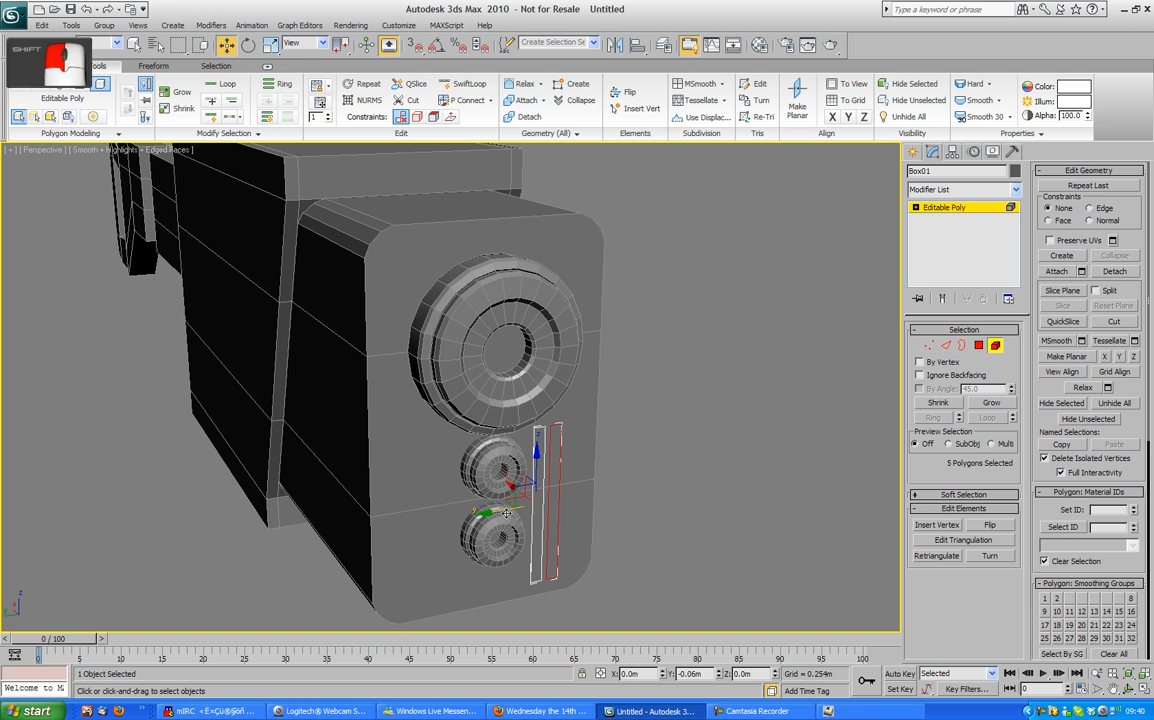 Autodesk 3ds Max  2010  - Not for Resale    Untitled
Type a keyword or phrase
Edit Tools Group Views Create Modifiers Animation Graph Editors Rendering Customize MAXScript Help
SHIFT
View
Create Selection Se
Tools Freeform Selection
Grow Loop Ring Repeat QSlice SwiftLoop Relax Create MSmooth Edit To View Hide Selected Hard Color:
Editable Poly Flip Make Planar
Shrink NURMS Cut P Connect Attach Collapse Tessellate Turn To Grid Hide Unselected Smooth Illum:
1 Constraints: Detach Insert Vert Use Displac... Re-Tri X Y Z Unhide All Smooth 30 Alpha: 100.0
Polygon Modeling Modify Selection Edit Geometry (All) Elements Subdivision Tris Align Visibility Properties
[ + ] [ Perspective ] [ Smooth + Highlights + Edged Faces ]
Box01
Modifier List
Editable Poly
Selection
By Vertex
Ignore Backfacing
By Angle: 45.0
Shrink Grow
Ring Loop
Preview Selection
Off SubObj Multi
5 Polygons Selected
Soft Selection
Edit Elements
Insert Vertex Flip
Edit Triangulation
Retriangulate Turn
Edit Geometry
Repeat Last
Constraints
None Edge
Face Normal
Preserve UVs
Create Collapse
Attach Detach
Slice Plane Split
Slice Reset Plane
QuickSlice Cut
MSmooth Tessellate
Make Planar X Y Z
View Align Grid Align
Relax
Hide Selected Unhide All
Hide Unselected
Named Selections:
Copy Paste
Delete Isolated Vertices
Full Interactivity
Polygon: Material IDs
Set ID:
Select ID
Clear Selection
Polygon: Smoothing Groups
1 2 8
9 10 11 12 13 14 15 16
17 18 19 20 21 22 23 24
25 26 27 28 29 30 31 32
Select By SG Clear All
z
y
z
x
y
0 / 100
0 5 10 15 20 25 30 35 40 45 50 55 60 65 70 75 80 85 90 95 100
1 Object Selected X: 0.0m Y: -0.06m Z: 0.0m Grid = 0.254m Auto Key Selected
Welcome to M Click or click-and-drag to select objects Add Time Tag Set Key Key Filters... 0
start mIRC Logitech® Webcam S... Windows Live Messen... Wednesday the 14th ... Untitled - Autodesk 3... Camtasia Recorder 09:40